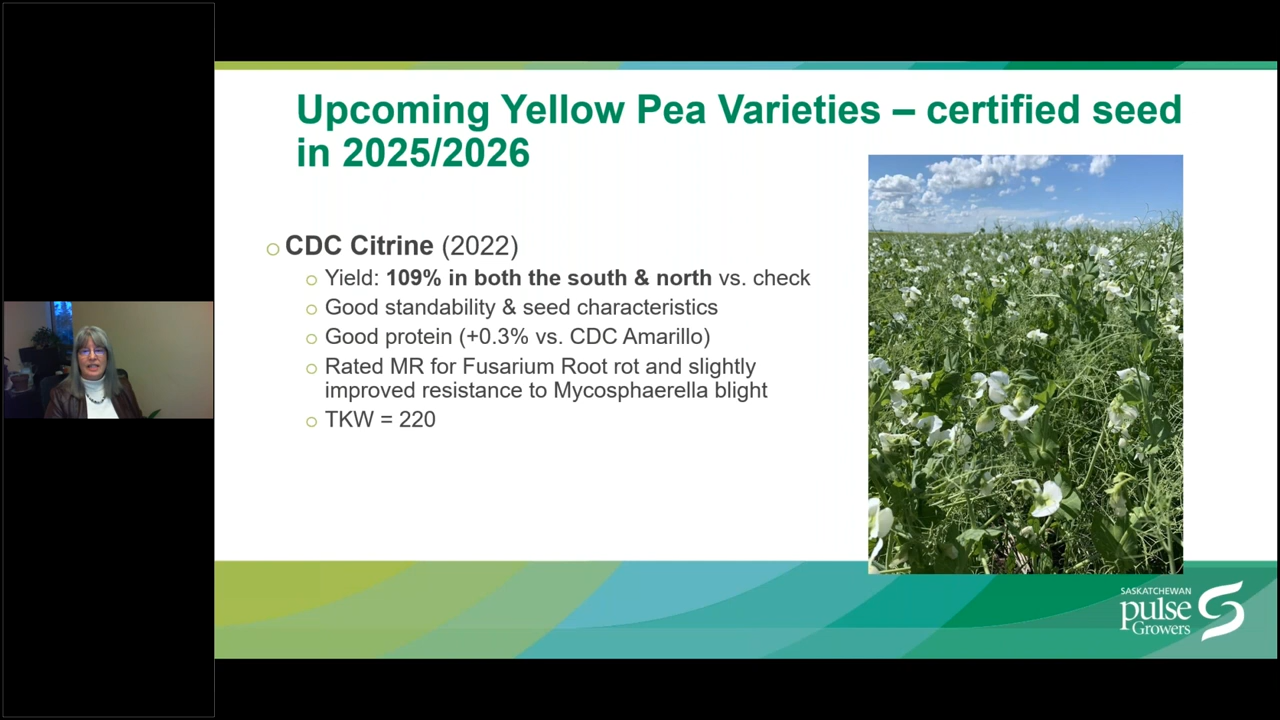 Upcoming Yellow Pea Varieties – certified seed
in 2025/2026
CDC Citrine (2022)
Yield: 109% in both the south & north vs. check
Good standability & seed characteristics
Good protein (+0.3% vs. CDC Amarillo)
Rated MR for Fusarium Root rot and slightly
improved resistance to Mycosphaerella blight
TKW = 220
SASKATCHEWAN
pulse
Growers